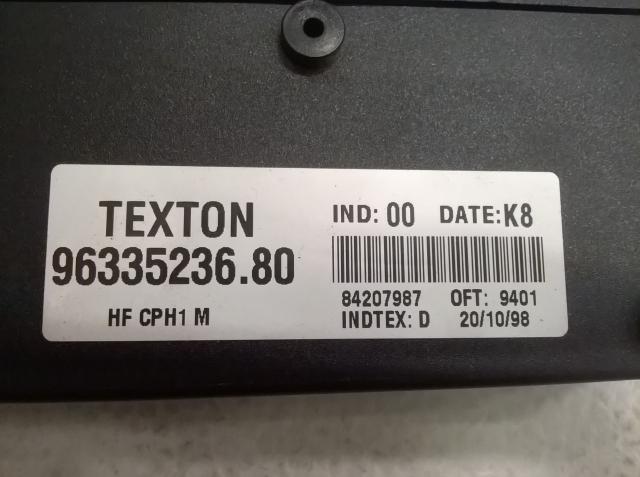 TEXTON
96335236.80
HF CPH1 M
IND: 00 DATE:K8
84207987 OFT: 9401
INDTEX: D 20/10/98